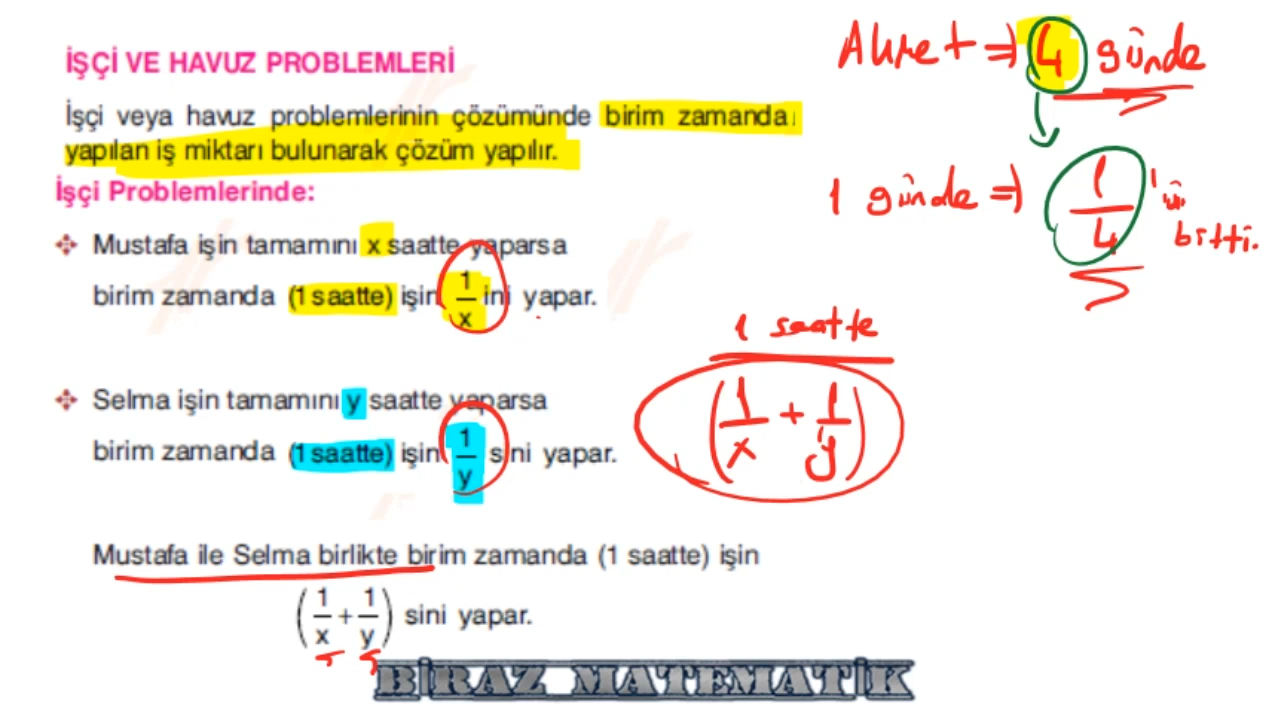 İŞÇİ VE HAVUZ PROBLEMLERİ
İşçi veya havuz problemlerinin çözümünde birim zamanda
yapılan iş miktarı bulunarak çözüm yapılır.
İşçi Problemlerinde:
Mustafa işin tamamını x saatte yaparsa
birim zamanda (1 saatte) işin 1/x ini yapar.
Selma işin tamamını y saatte yaparsa
birim zamanda (1 saatte) işin 1/y sini yapar.
Mustafa ile Selma birlikte birim zamanda (1 saatte) işin
(1/x + 1/y) sini yapar.
Ahmet ⇒ 4 günde
1 günde ⇒ 1/4 'ü
bitti.
1 saatte
(1/x + 1/y)
BİRAZ MATEMATİK